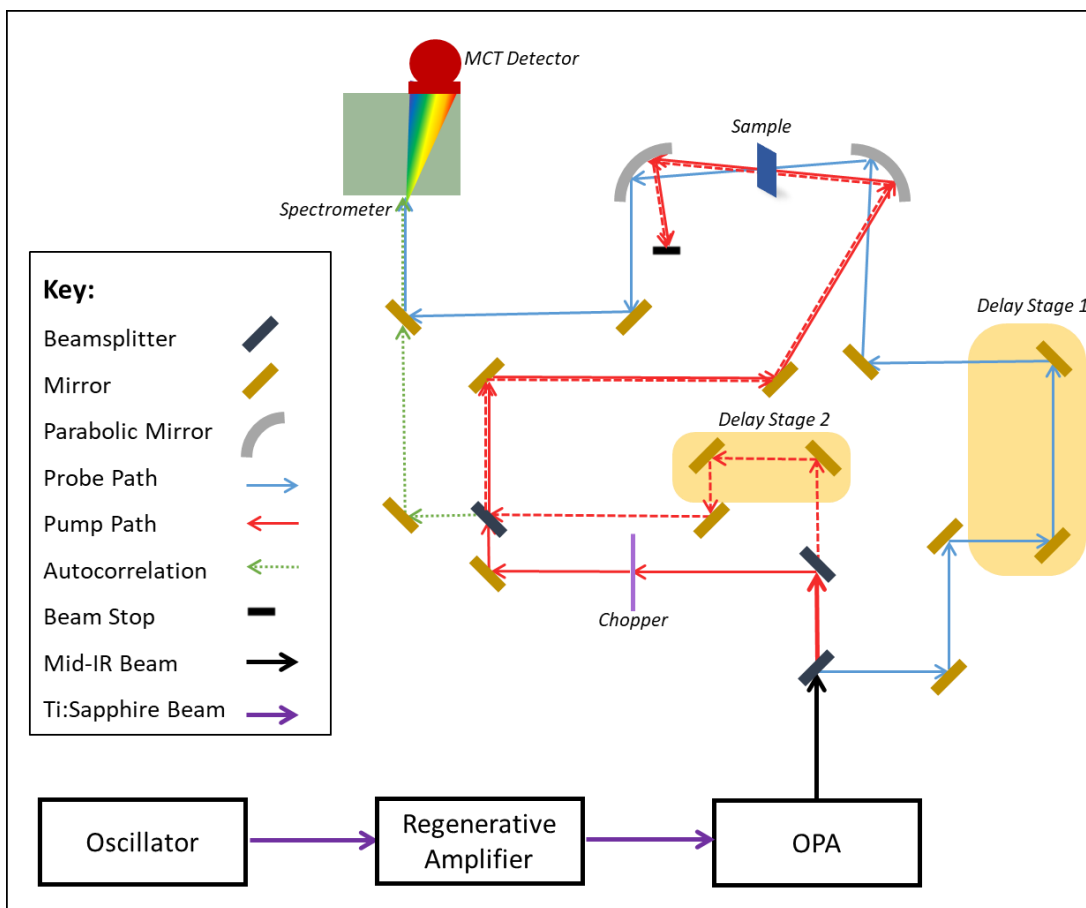 MCT Detector
Sample
Spectrometer
Delay Stage 1
Key:
Beamsplitter
Mirror
Parabolic Mirror
Probe Path
Pump Path
Autocorrelation
Beam Stop
Mid-IR Beam
Ti:Sapphire Beam
Delay Stage 2
Chopper
Oscillator
Regenerative
Amplifier
OPA